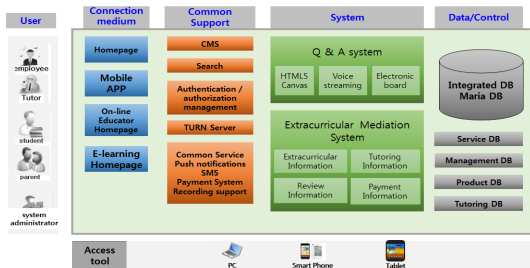 User
Connection
medium
Common
Support
System
Data/Control
employee
Tutor
student
parent
system
administrator
Homepage
Mobile
APP
On-line
Educator
Homepage
E-learning
Homepage
CMS
Search
Authentication /
authorization
management
TURN Server
Common Service
Push notifications
SMS
Payment System
Recording support
Q & A system
HTML5
Canvas
Voice
streaming
Electronic
board
Extracurricular Mediation
System
Extracurricular
Information
Tutoring
Information
Review
Information
Payment
Information
Integrated DB
Maria DB
Service DB
Management DB
Product DB
Tutoring DB
Access
tool
PC
Smart Phone
Tablet